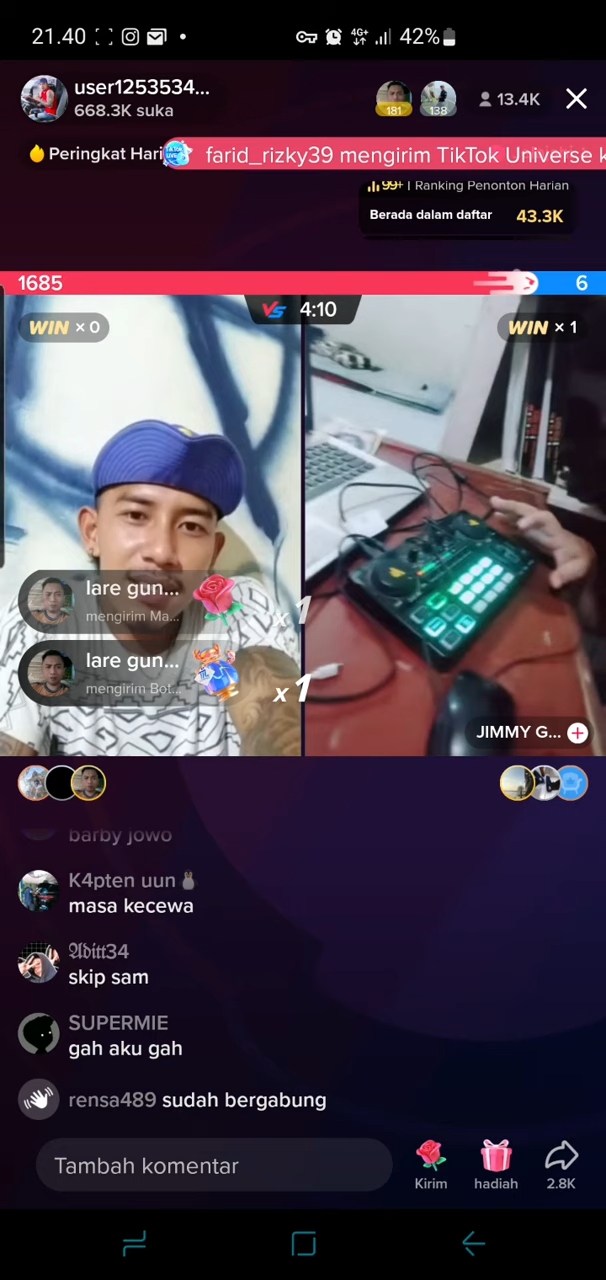 21.40
4G+
42%
user1253534...
668.3K suka
181
138
13.4K
Peringkat Hari
farid_rizky39 mengirim TikTok Universe k
99+ | Ranking Penonton Harian
Berada dalam daftar 43.3K
1685
6
VS 4:10
WIN x 0
WIN x 1
lare gun...
mengirim Ma...
x 1
lare gun...
mengirim Bot...
x 1
JIMMY G...
barby jowo
K4pten uun
masa kecewa
𝔄𝔟𝔦𝔱𝔱34
skip sam
SUPERMIE
gah aku gah
rensa489 sudah bergabung
Tambah komentar
Kirim
hadiah
2.8K